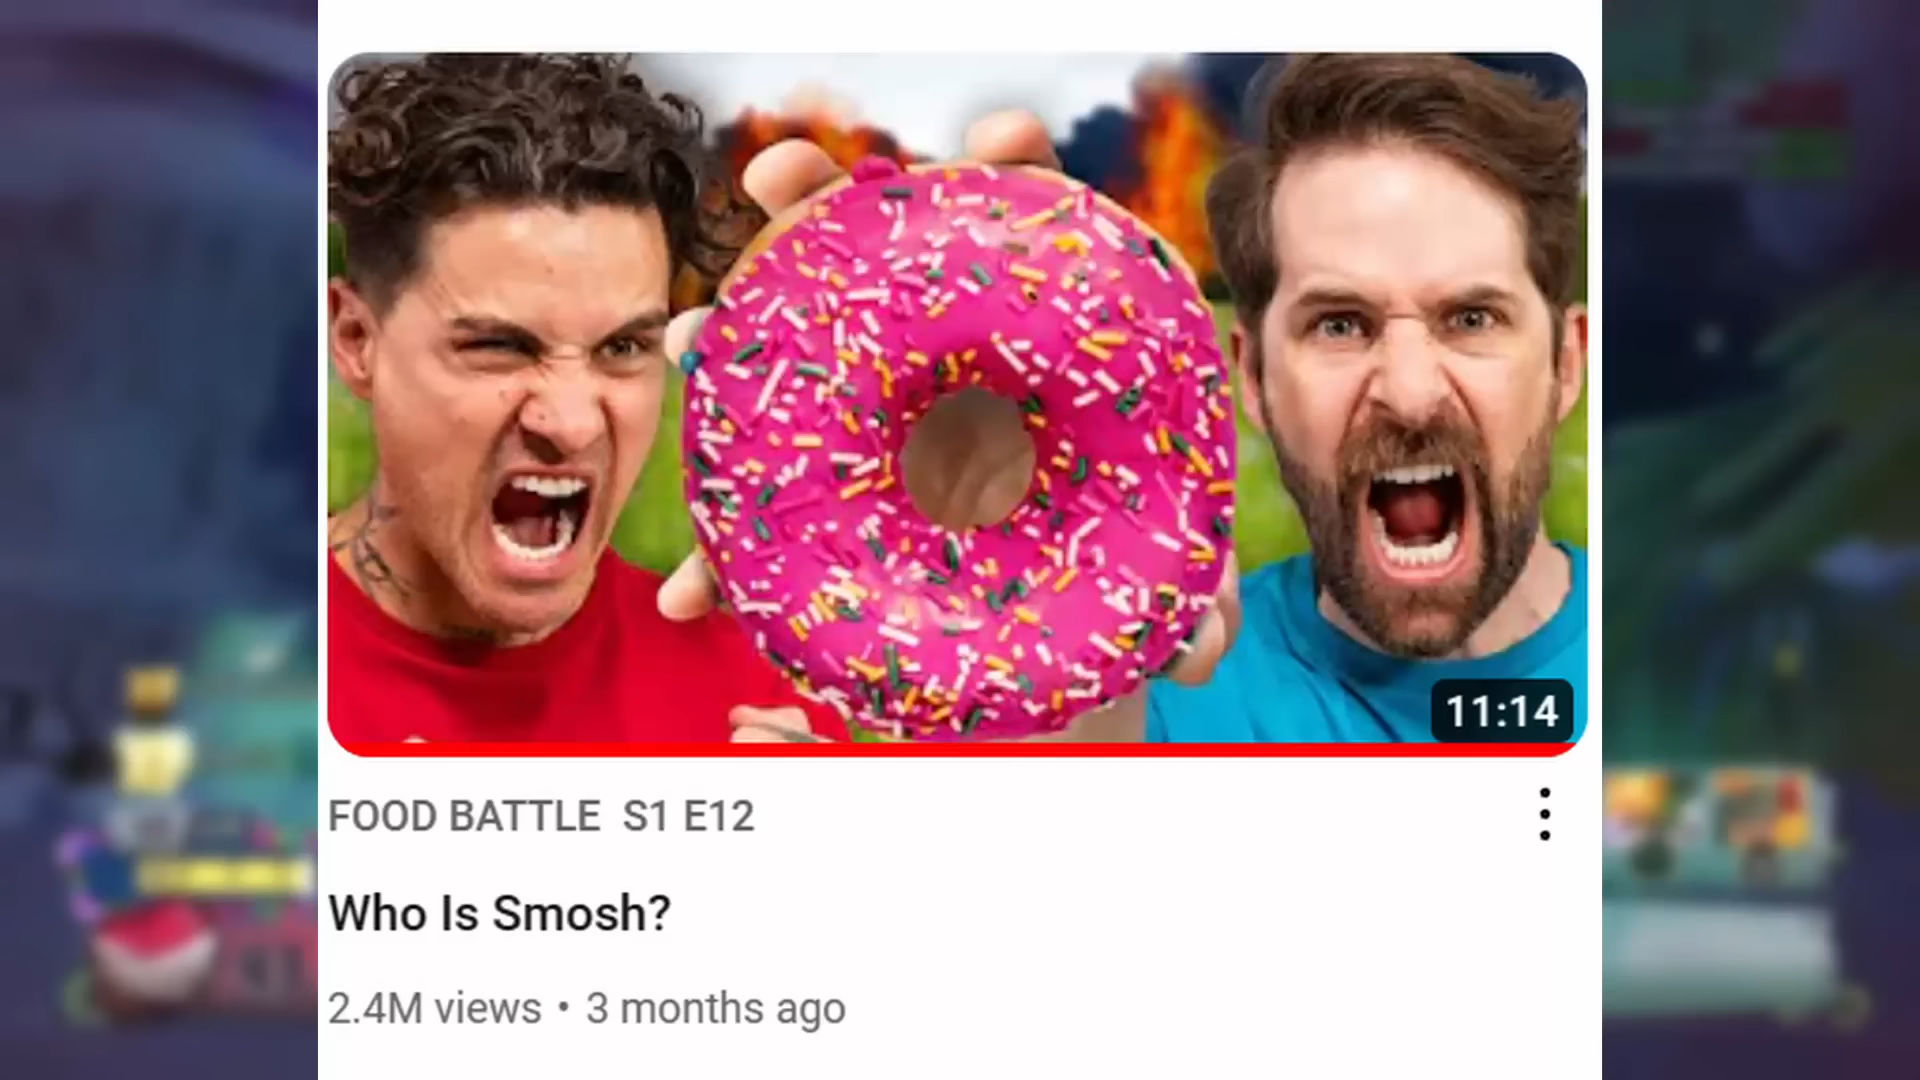 11:14
FOOD BATTLE S1 E12
Who Is Smosh?
2.4M views • 3 months ago